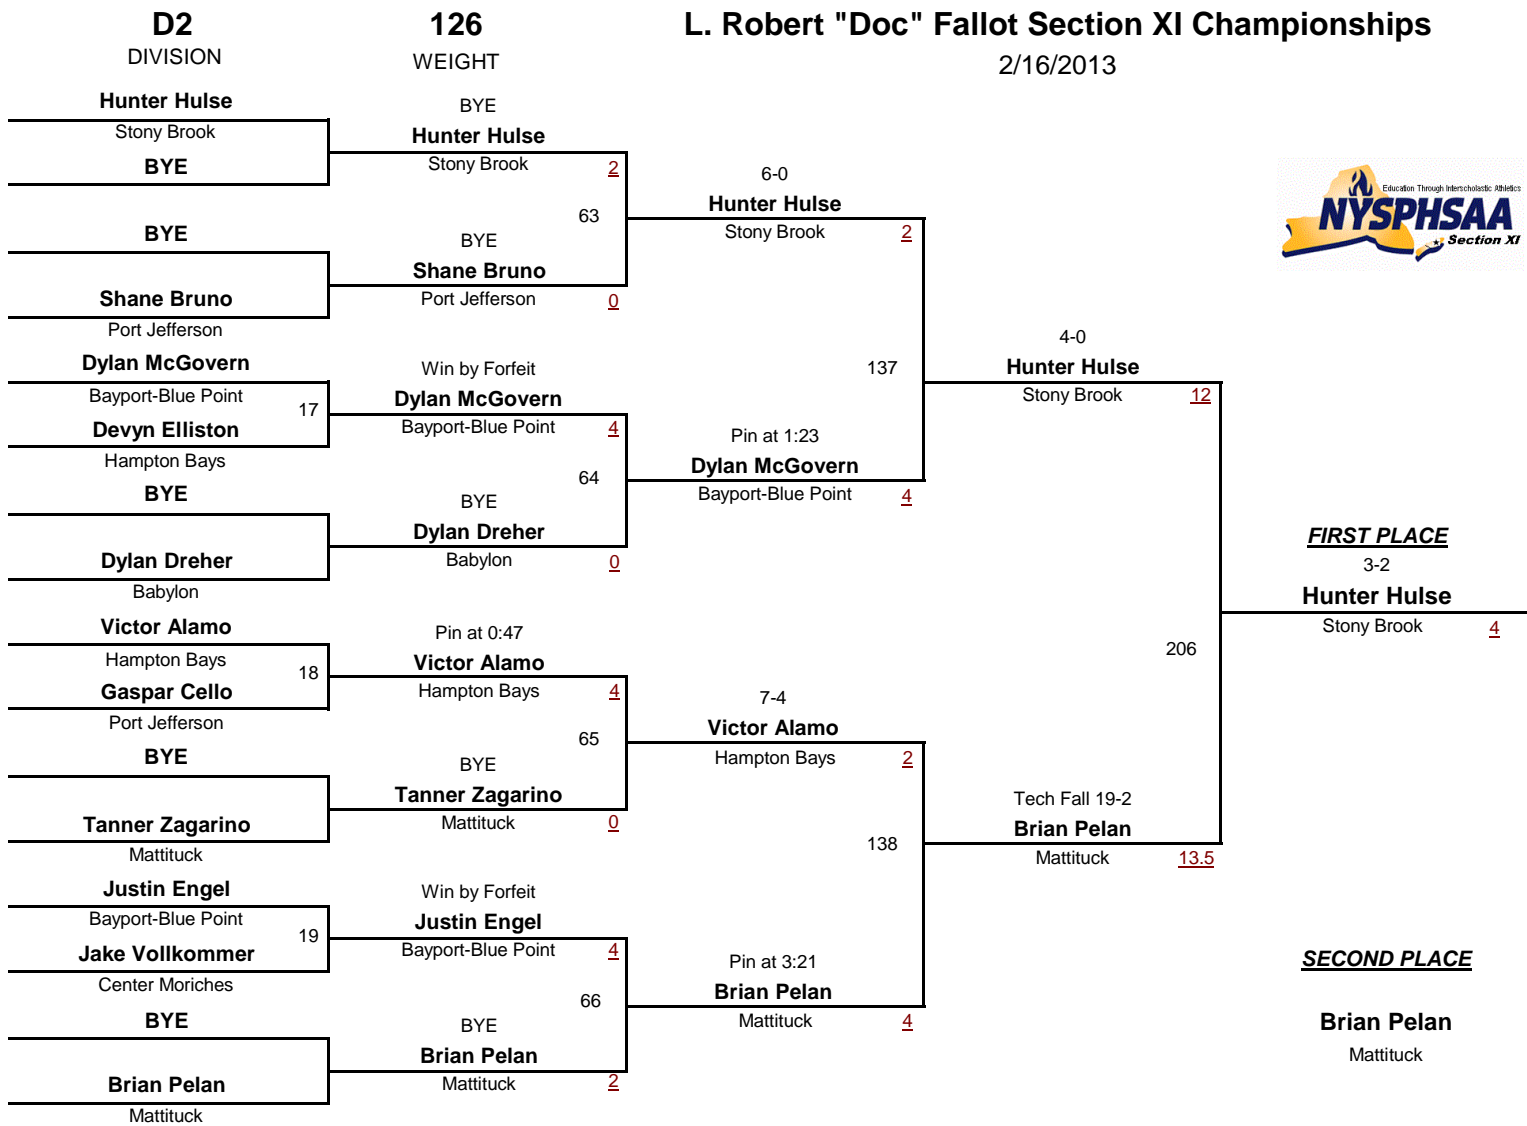 D2
126
L. Robert "Doc" Fallot Section XI Championships
DIVISION
WEIGHT
2/16/2013
Hunter Hulse
Stony Brook
BYE
BYE
Shane Bruno
Port Jefferson
Dylan McGovern
Bayport-Blue Point
17
Devyn Elliston
Hampton Bays
BYE
Dylan Dreher
Babylon
Victor Alamo
Hampton Bays
18
Gaspar Cello
Port Jefferson
BYE
Tanner Zagarino
Mattituck
Justin Engel
Bayport-Blue Point
19
Jake Vollkommer
Center Moriches
BYE
Brian Pelan
Mattituck
BYE
Hunter Hulse
Stony Brook
2
63
BYE
Shane Bruno
Port Jefferson
0
Win by Forfeit
Dylan McGovern
Bayport-Blue Point
4
64
BYE
Dylan Dreher
Babylon
0
Pin at 0:47
Victor Alamo
Hampton Bays
4
65
BYE
Tanner Zagarino
Mattituck
0
Win by Forfeit
Justin Engel
Bayport-Blue Point
4
66
BYE
Brian Pelan
Mattituck
2
6-0
Hunter Hulse
Stony Brook
2
137
Pin at 1:23
Dylan McGovern
Bayport-Blue Point
4
7-4
Victor Alamo
Hampton Bays
2
138
Pin at 3:21
Brian Pelan
Mattituck
4
4-0
Hunter Hulse
Stony Brook
12
206
Tech Fall 19-2
Brian Pelan
Mattituck
13.5
Education Through Interscholastic Athletics
NYSPHSAA
Section XI
FIRST PLACE
3-2
Hunter Hulse
Stony Brook
4
SECOND PLACE
Brian Pelan
Mattituck